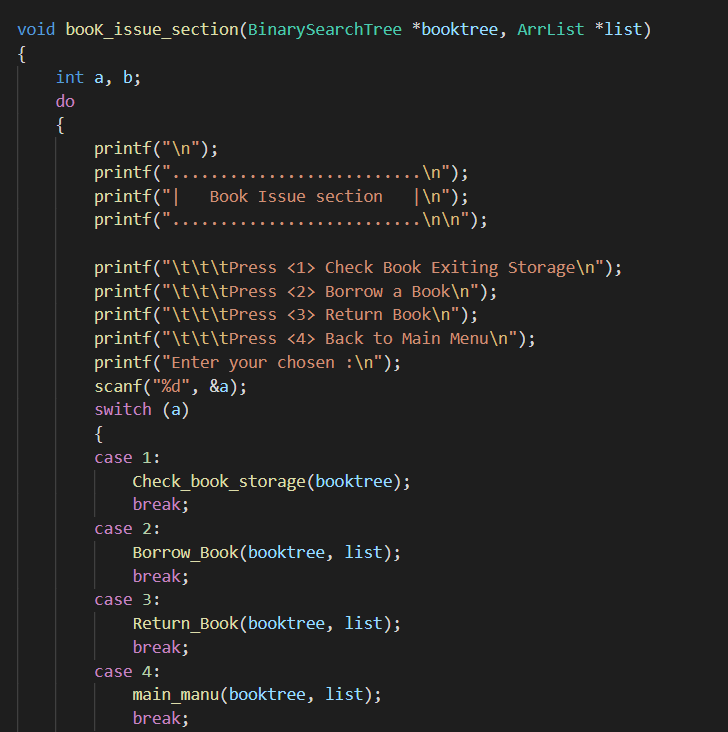 void booK_issue_section(BinarySearchTree *booktree, ArrList *list)
{
    int a, b;
    do
    {
        printf("\n");
        printf("..........................\n");
        printf("|   Book Issue section   |\n");
        printf("..........................\n\n");

        printf("\t\t\tPress <1> Check Book Exiting Storage\n");
        printf("\t\t\tPress <2> Borrow a Book\n");
        printf("\t\t\tPress <3> Return Book\n");
        printf("\t\t\tPress <4> Back to Main Menu\n");
        printf("Enter your chosen :\n");
        scanf("%d", &a);
        switch (a)
        {
        case 1:
            Check_book_storage(booktree);
            break;
        case 2:
            Borrow_Book(booktree, list);
            break;
        case 3:
            Return_Book(booktree, list);
            break;
        case 4:
            main_manu(booktree, list);
            break;